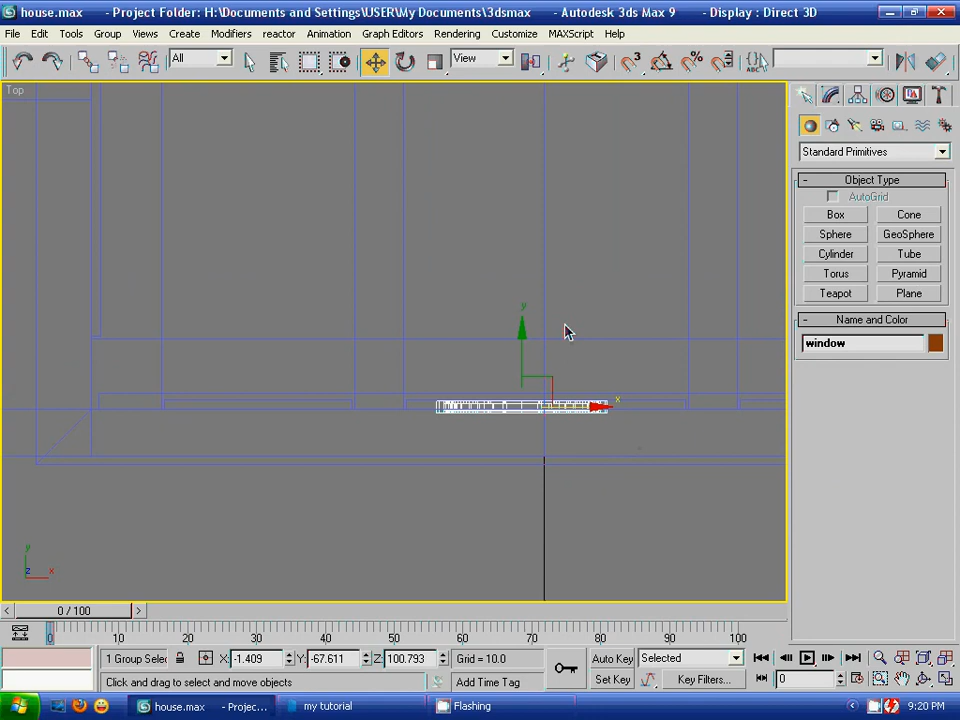 house.max - Project Folder: H:\Documents and Settings\USER\My Documents\3dsmax - Autodesk 3ds Max 9 - Display : Direct 3D
File Edit Tools Group Views Create Modifiers reactor Animation Graph Editors Rendering Customize MAXScript Help
All View
Top
Standard Primitives
- Object Type
AutoGrid
Box Cone
Sphere GeoSphere
Cylinder Tube
Torus Pyramid
Teapot Plane
- Name and Color
window
y
x
y
z x
< 0 / 100 >
0 10 20 30 40 50 60 70 80 90 100
1 Group Selec X: -1.409 Y: -67.611 Z: 100.793 Grid = 10.0 Auto Key Selected
Click and drag to select and move objects Add Time Tag Set Key Key Filters... 0
start house.max - Projec... my tutorial Flashing 9:20 PM